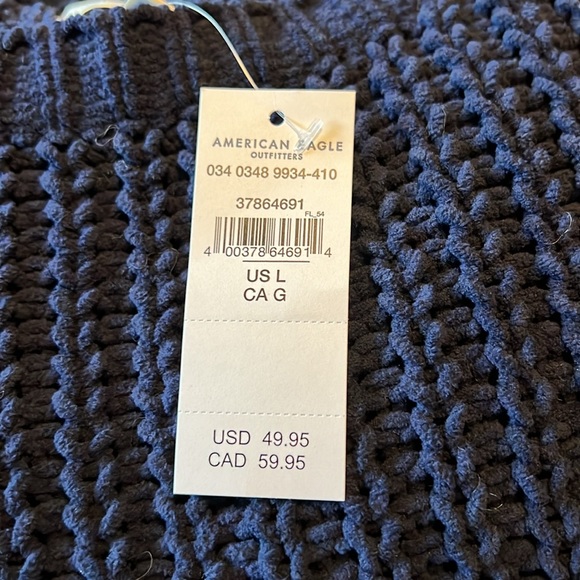 AMERICAN EAGLE
OUTFITTERS
034 0348 9934-410
37864691
FL_54
4 00378 64691 4
US L
CA G
USD 49.95
CAD 59.95